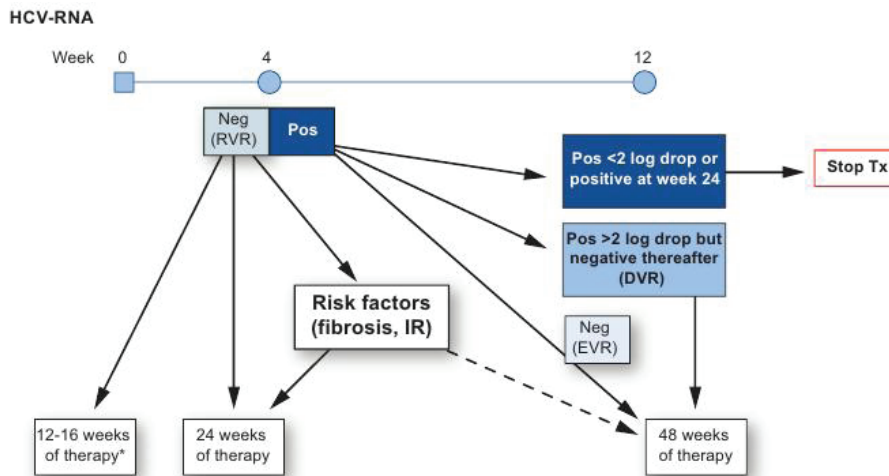 HCV-RNA
Week
0
4
12
Neg
(RVR)
Pos
Pos <2 log drop or
positive at week 24
Stop Tx
Pos >2 log drop but
negative thereafter
(DVR)
Risk factors
(fibrosis, IR)
Neg
(EVR)
12-16 weeks
of therapy*
24 weeks
of therapy
48 weeks
of therapy